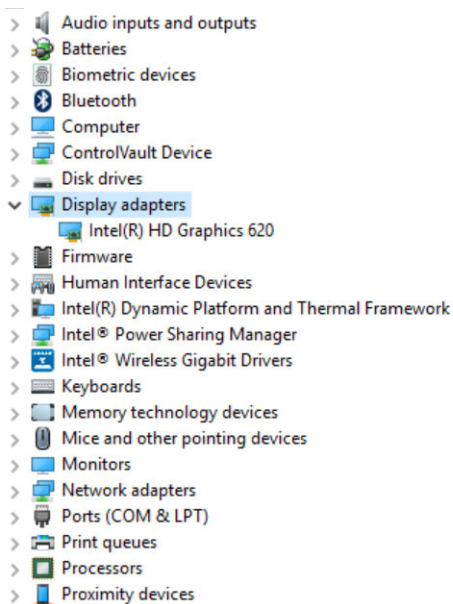 Audio inputs and outputs
Batteries
Biometric devices
Bluetooth
Computer
ControlVault Device
Disk drives
Display adapters
Intel(R) HD Graphics 620
Firmware
Human Interface Devices
Intel(R) Dynamic Platform and Thermal Framework
Intel® Power Sharing Manager
Intel® Wireless Gigabit Drivers
Keyboards
Memory technology devices
Mice and other pointing devices
Monitors
Network adapters
Ports (COM & LPT)
Print queues
Processors
Proximity devices